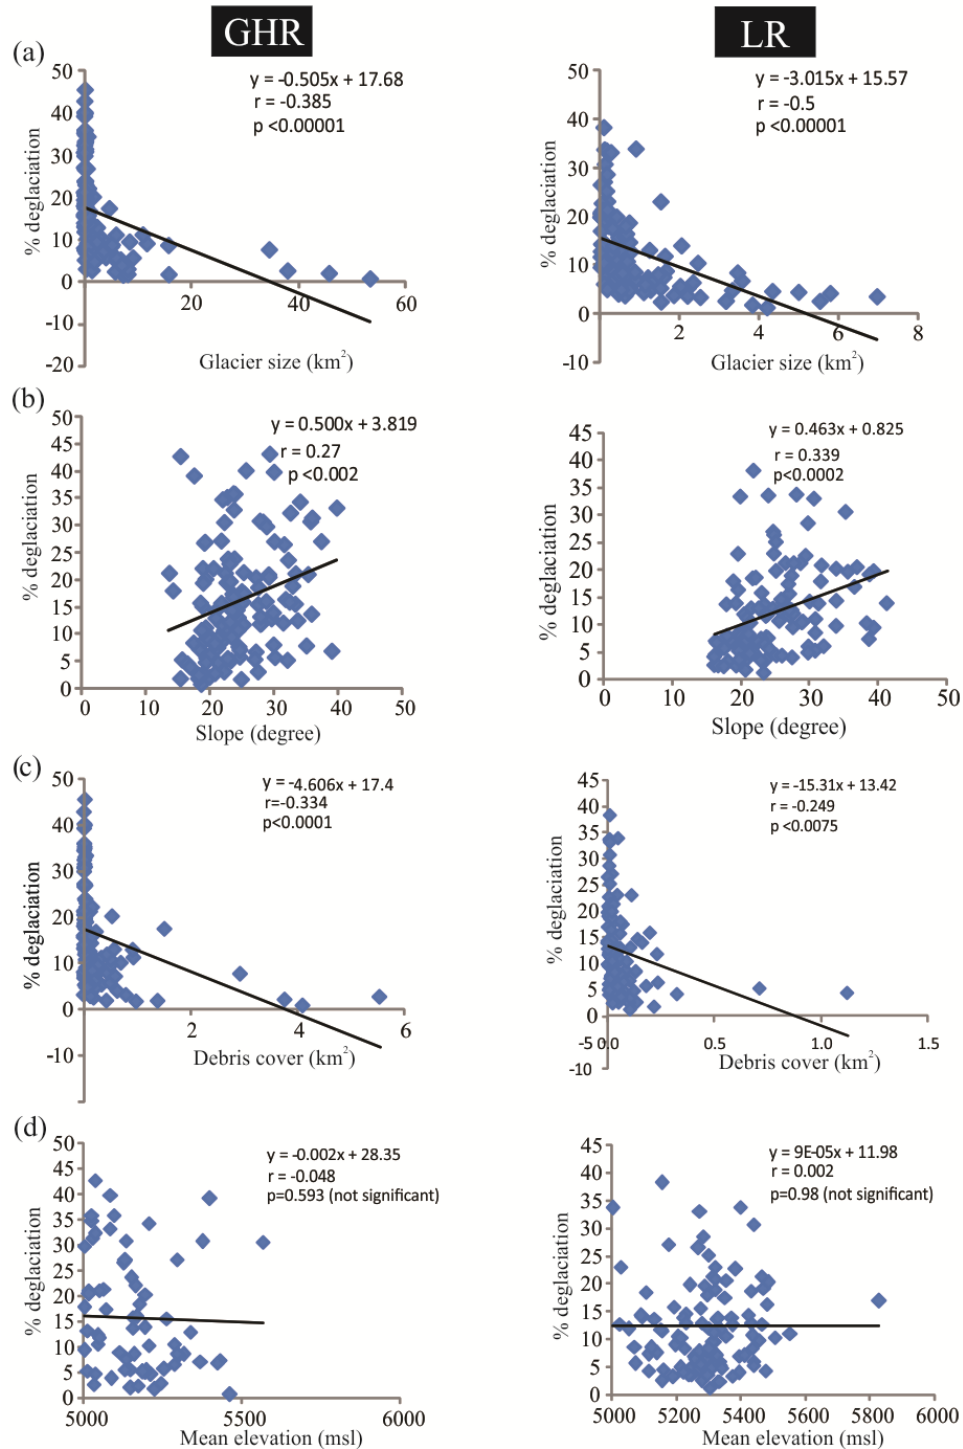 GHR
LR
(a)
50
40
30
20
10
0
-10
-20
20
40
60
% deglaciation
Glacier size (km²)
y = -0.505x + 17.68
r = -0.385
p <0.00001
50
40
30
20
10
0
-10
2
4
6
8
% deglaciation
Glacier size (km²)
y = -3.015x + 15.57
r = -0.5
p <0.00001
(b)
50
45
40
35
30
25
20
15
10
5
0
0
10
20
30
40
50
% deglaciation
Slope (degree)
y = 0.500x + 3.819
r = 0.27
p <0.002
45
40
35
30
25
20
15
10
5
0
0
10
20
30
40
50
% deglaciation
Slope (degree)
y = 0.463x + 0.825
r = 0.339
p<0.0002
(c)
50
40
30
20
10
0
-10
2
4
6
% deglaciation
Debris cover (km²)
y = -4.606x + 17.4
r=-0.334
p<0.0001
45
40
35
30
25
20
15
10
5
0
-5
-10
0.0
0.5
1.0
1.5
% deglaciation
Debris cover (km²)
y = -15.31x + 13.42
r = -0.249
p <0.0075
(d)
50
45
40
35
30
25
20
15
10
5
0
5000
5500
6000
% deglaciation
Mean elevation (msl)
y = -0.002x + 28.35
r = -0.048
p=0.593 (not significant)
45
40
35
30
25
20
15
10
5
0
5000
5200
5400
5600
5800
6000
% deglaciation
Mean elevation (msl)
y = 9E-05x + 11.98
r = 0.002
p=0.98 (not significant)